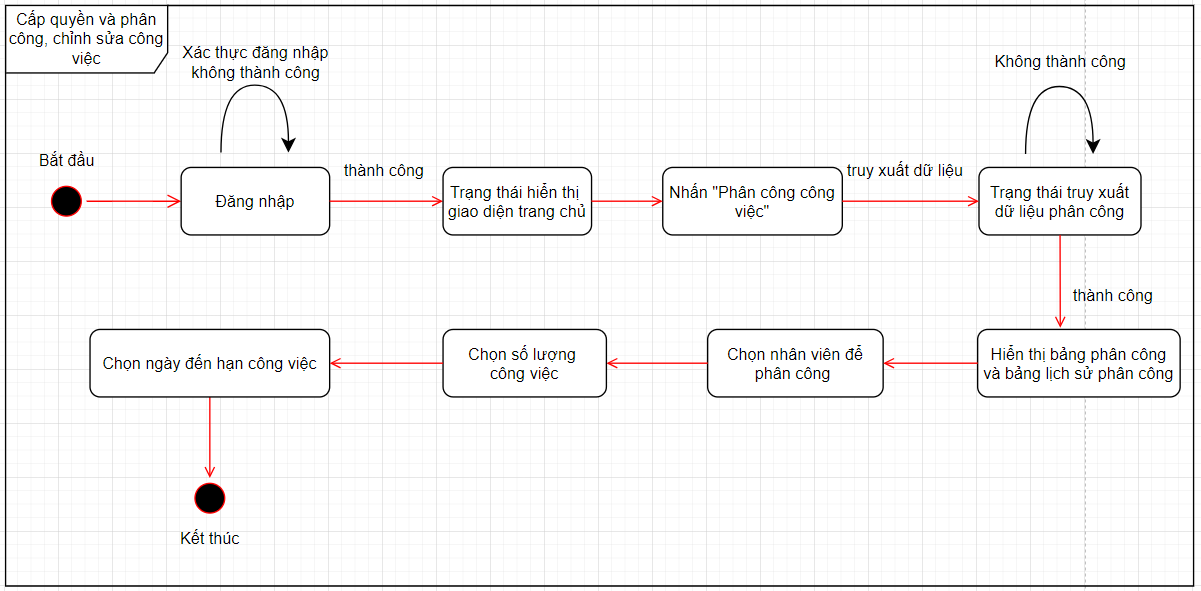 Cấp quyền và phân
công, chỉnh sửa công
việc
Xác thực đăng nhập
không thành công
Không thành công
Bắt đầu
thành công
truy xuất dữ liệu
Đăng nhập
Trạng thái hiển thị
giao diện trang chủ
Nhấn "Phân công công
việc"
Trạng thái truy xuất
dữ liệu phân công
thành công
Chọn ngày đến hạn công việc
Chọn số lượng
công việc
Chọn nhân viên để
phân công
Hiển thị bảng phân công
và bảng lịch sử phân công
Kết thúc